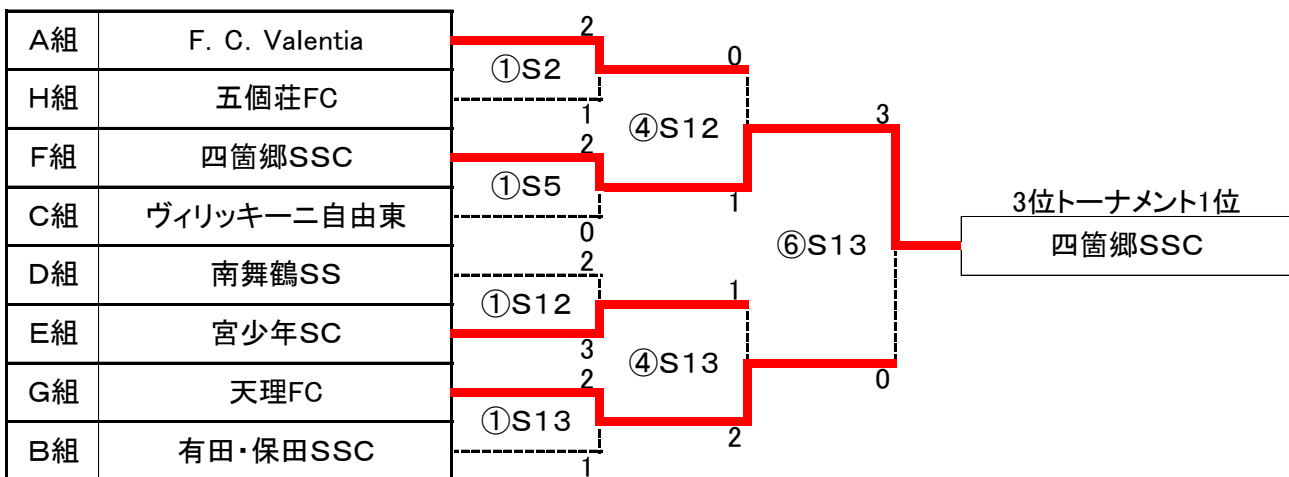 A組 F. C. Valentia 2
①S2 0
H組 五個荘FC 1
④S12 3
F組 四箇郷SSC 2
①S5 1
C組 ヴィリッキーニ自由東 0
3位トーナメント1位
⑥S13 四箇郷SSC
D組 南舞鶴SS 2
①S12 1
E組 宮少年SC 3
④S13 0
G組 天理FC 2
①S13 2
B組 有田・保田SSC 1